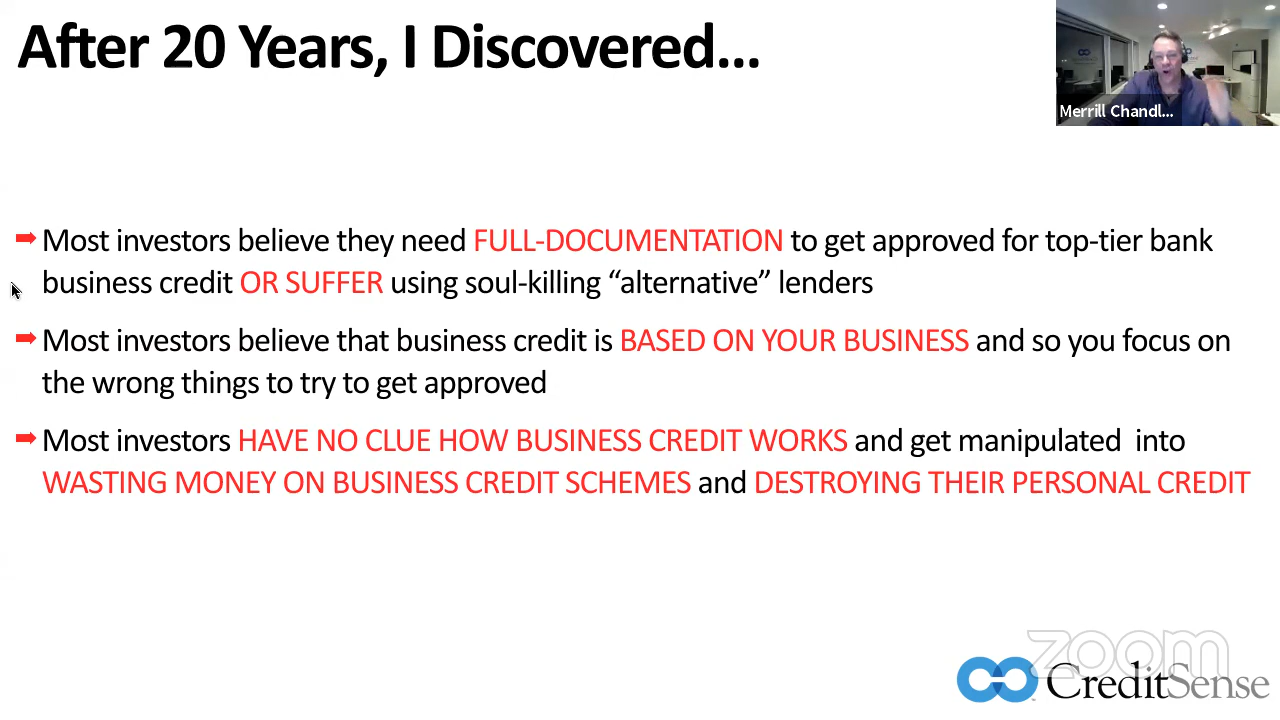 After 20 Years, I Discovered...
Merrill Chandl...
➡ Most investors believe they need FULL-DOCUMENTATION to get approved for top-tier bank
business credit OR SUFFER using soul-killing “alternative” lenders
➡ Most investors believe that business credit is BASED ON YOUR BUSINESS and so you focus on
the wrong things to try to get approved
➡ Most investors HAVE NO CLUE HOW BUSINESS CREDIT WORKS and get manipulated  into
WASTING MONEY ON BUSINESS CREDIT SCHEMES and DESTROYING THEIR PERSONAL CREDIT
zoom
CreditSense